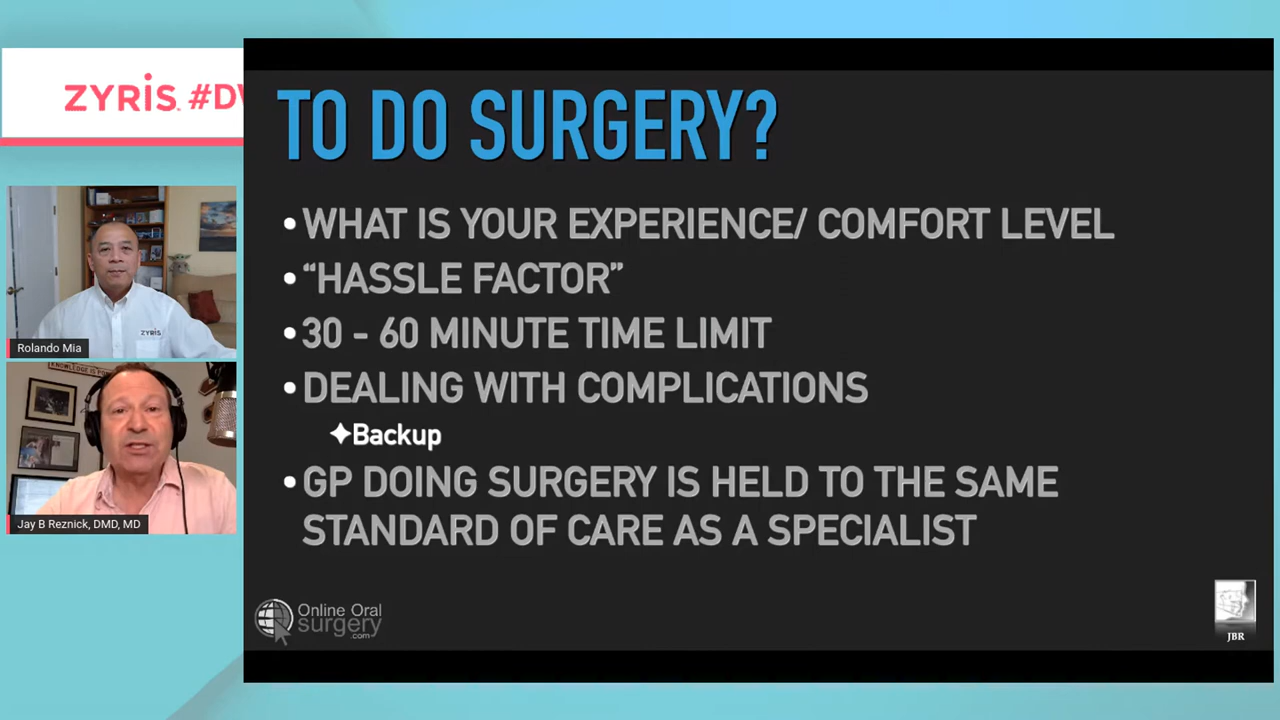 ZYRIS #DV
TO DO SURGERY?
• WHAT IS YOUR EXPERIENCE/ COMFORT LEVEL
• “HASSLE FACTOR”
• 30 - 60 MINUTE TIME LIMIT
• DEALING WITH COMPLICATIONS
✦Backup
• GP DOING SURGERY IS HELD TO THE SAME
STANDARD OF CARE AS A SPECIALIST
ZYRIS
Rolando Mia
Jay B Reznick, DMD, MD
Online Oral
surgery
.com
JBR